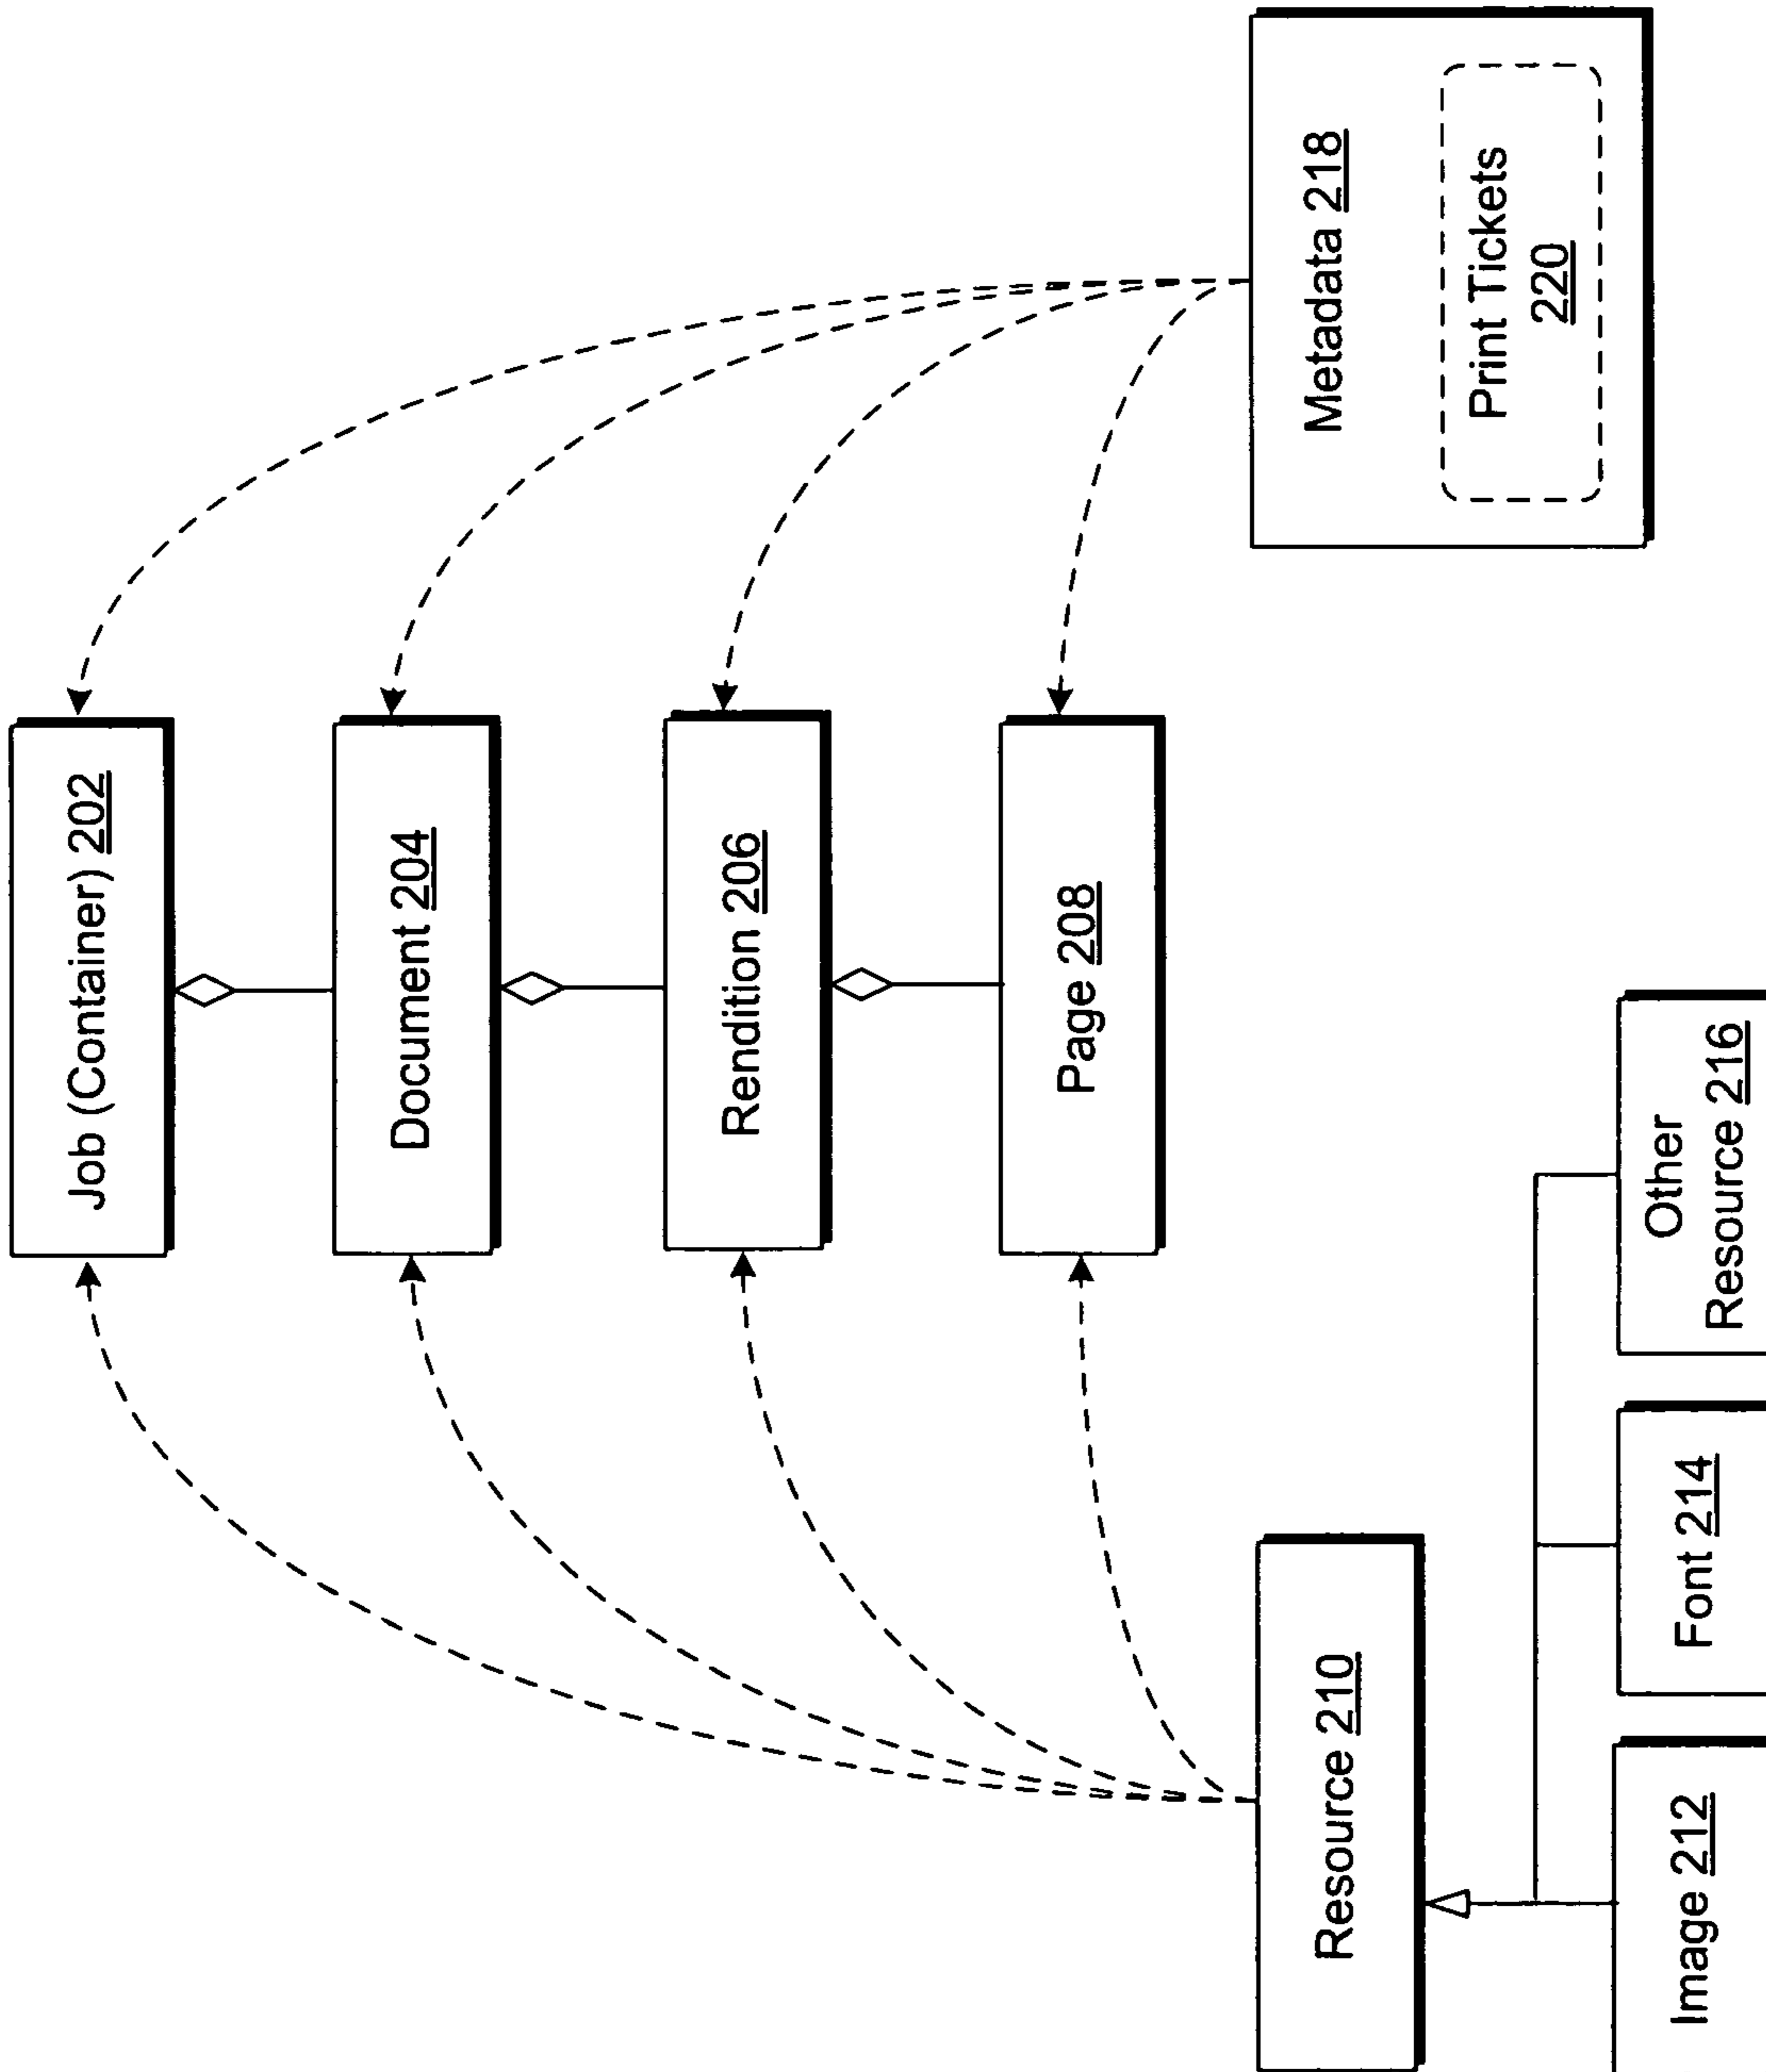 Job (Container) 202
Document 204
Rendition 206
Page 208
Resource 210
Metadata 218
Print Tickets
220
Image 212
Font 214
Other
Resource 216